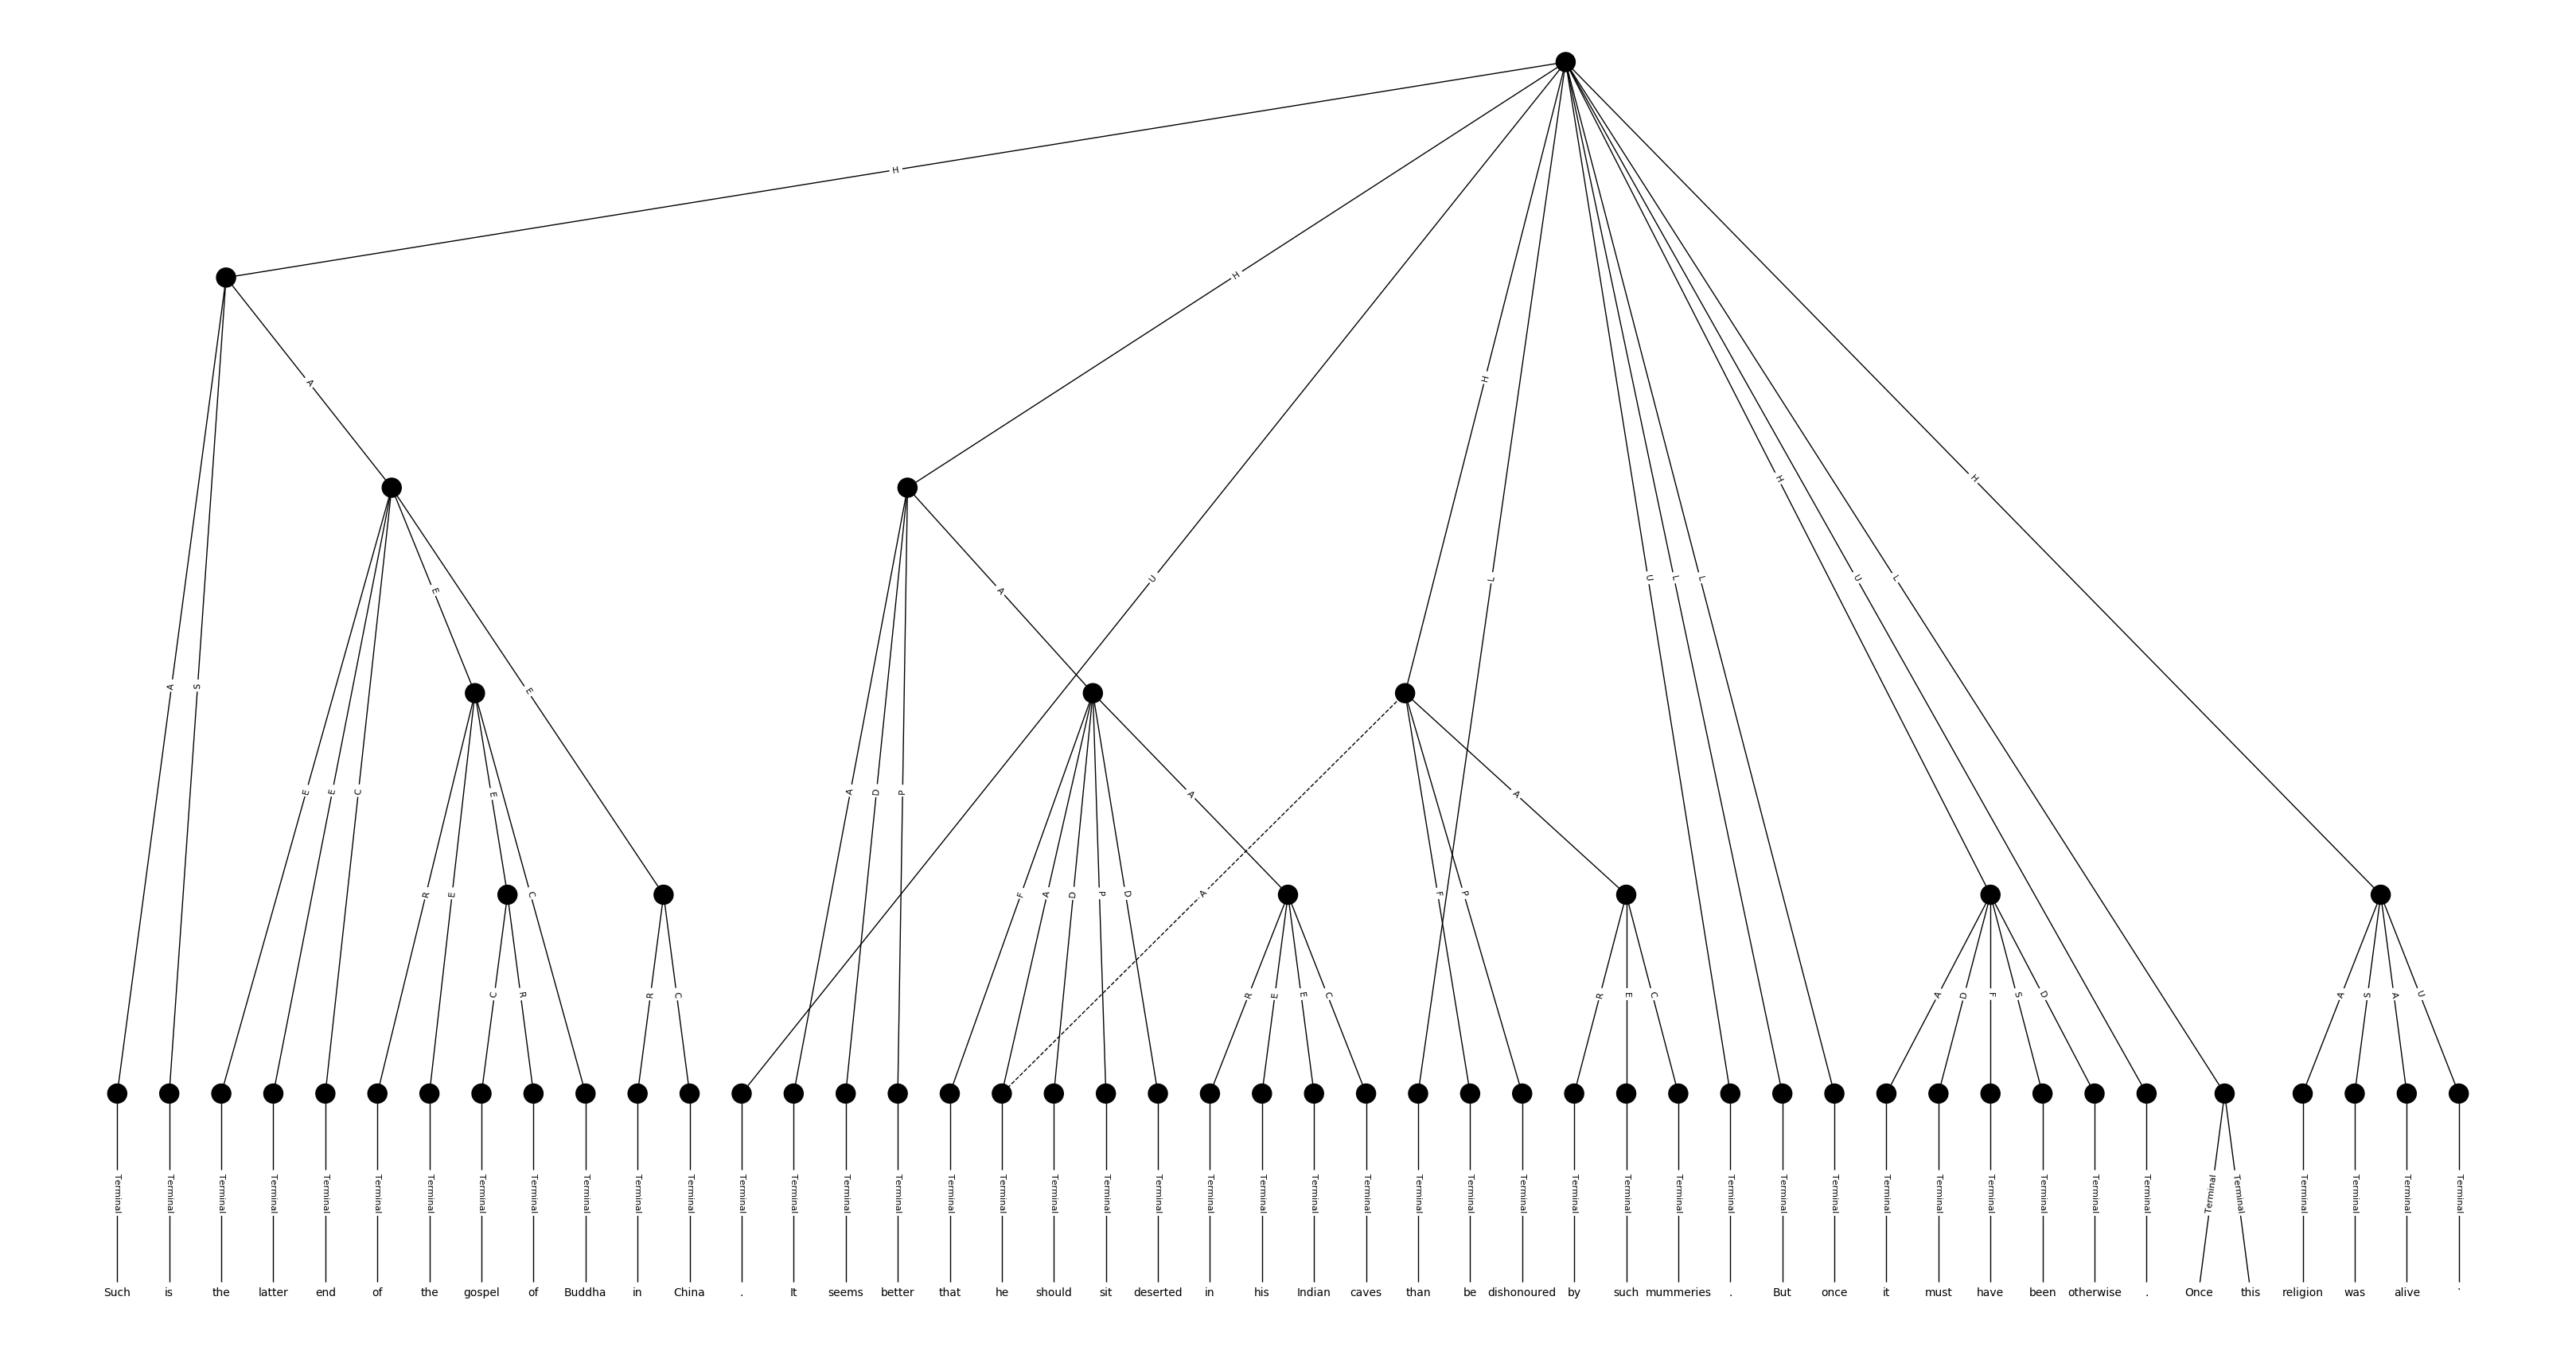 H
H
H
A
H
H
H
A
E
A
U
L
U
L
L
U
L
A
S
E
E
E
C
E
A
D
P
A
A
R
E
C
F
A
D
P
D
A
F
P
C
R
R
C
R
E
E
C
R
E
C
A
D
F
S
D
A
S
A
U
Terminal Terminal Terminal Terminal Terminal Terminal Terminal Terminal Terminal Terminal Terminal Terminal Terminal Terminal Terminal Terminal Terminal Terminal Terminal Terminal Terminal Terminal Terminal Terminal Terminal Terminal Terminal Terminal Terminal Terminal Terminal Terminal Terminal Terminal Terminal Terminal Terminal Terminal Terminal Terminal Terminal Terminal Terminal Terminal Terminal Terminal
Such is the latter end of the gospel of Buddha in China . It seems better that he should sit deserted in his Indian caves than be dishonoured by such mummeries . But once it must have been otherwise . Once this religion was alive .